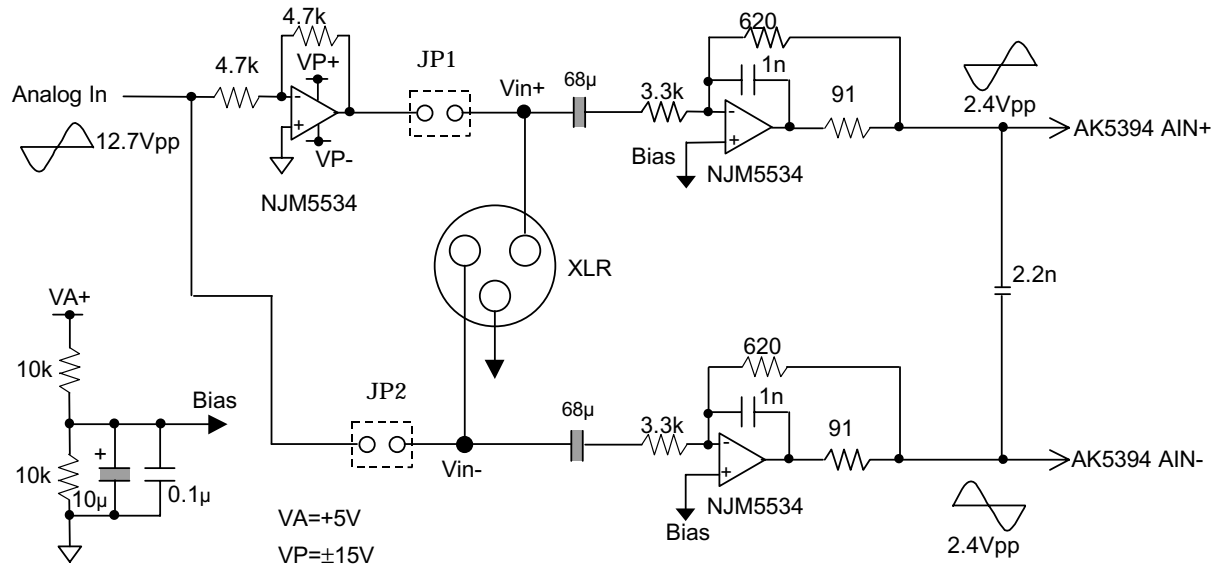 4.7k
620
VP+
JP1
4.7k
1n
68µ
Vin+
3.3k
91
2.4Vpp
Analog In
-
+
-
+
AK5394 AIN+
12.7Vpp
VP-
Bias
NJM5534
NJM5534
XLR
2.2n
VA+
10k
620
Bias
JP2
1n
68µ
3.3k
91
+
10k
10µ
0.1µ
Vin-
-
+
AK5394 AIN-
NJM5534
Bias
VA=+5V
2.4Vpp
VP=±15V